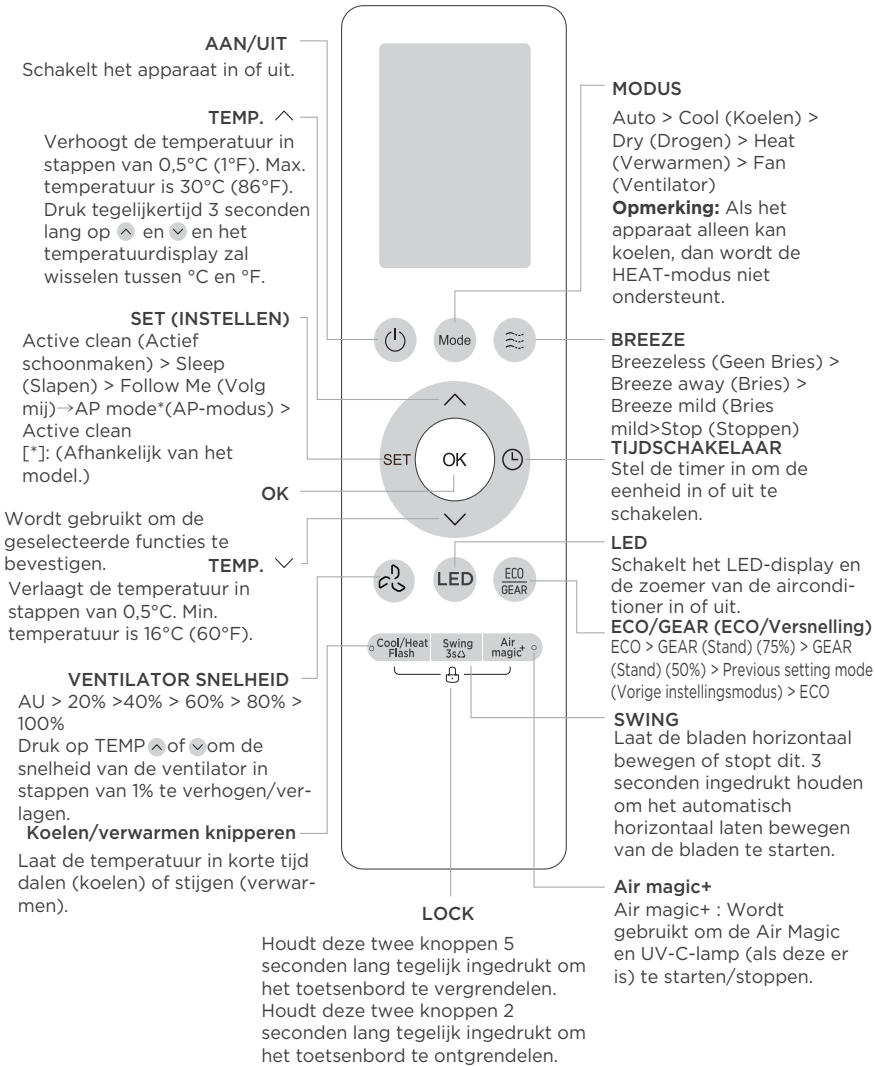 AAN/UIT
Schakelt het apparaat in of uit.
TEMP. ︿
Verhoogt de temperatuur in
stappen van 0,5°C (1°F). Max.
temperatuur is 30°C (86°F).
Druk tegelijkertijd 3 seconden
lang op ︿ en ﹀ en het
temperatuurdisplay zal
wisselen tussen °C en °F.
SET (INSTELLEN)
Active clean (Actief
schoonmaken) > Sleep
(Slapen) > Follow Me (Volg
mij)→AP mode*(AP-modus) >
Active clean
[*]: (Afhankelijk van het
model.)
OK
Wordt gebruikt om de
geselecteerde functies te
bevestigen.
TEMP. ﹀
Verlaagt de temperatuur in
stappen van 0,5°C. Min.
temperatuur is 16°C (60°F).
VENTILATOR SNELHEID
AU > 20% >40% > 60% > 80% >
100%
Druk op TEMP ︿ of ﹀ om de
snelheid van de ventilator in
stappen van 1% te verhogen/ver-
lagen.
Koelen/verwarmen knipperen
Laat de temperatuur in korte tijd
dalen (koelen) of stijgen (verwar-
men).
Mode
SET
OK
LED
ECO
GEAR
Cool/Heat
Flash
Swing
3s
Air
magic+
LOCK
Houdt deze twee knoppen 5
seconden lang tegelijk ingedrukt om
het toetsenbord te vergrendelen.
Houdt deze twee knoppen 2
seconden lang tegelijk ingedrukt om
het toetsenbord te ontgrendelen.
MODUS
Auto > Cool (Koelen) >
Dry (Drogen) > Heat
(Verwarmen) > Fan
(Ventilator)
Opmerking: Als het
apparaat alleen kan
koelen, dan wordt de
HEAT-modus niet
ondersteunt.
BREEZE
Breezeless (Geen Bries) >
Breeze away (Bries) >
Breeze mild (Bries
mild>Stop (Stoppen)
TIJDSCHAKELAAR
Stel de timer in om de
eenheid in of uit te
schakelen.
LED
Schakelt het LED-display en
de zoemer van de aircondi-
tioner in of uit.
ECO/GEAR (ECO/Versnelling)
ECO > GEAR (Stand) (75%) > GEAR
(Stand) (50%) > Previous setting mode
(Vorige instellingsmodus) > ECO
SWING
Laat de bladen horizontaal
bewegen of stopt dit. 3
seconden ingedrukt houden
om het automatisch
horizontaal laten bewegen
van de bladen te starten.
Air magic+
Air magic+ : Wordt
gebruikt om de Air Magic
en UV-C-lamp (als deze er
is) te starten/stoppen.